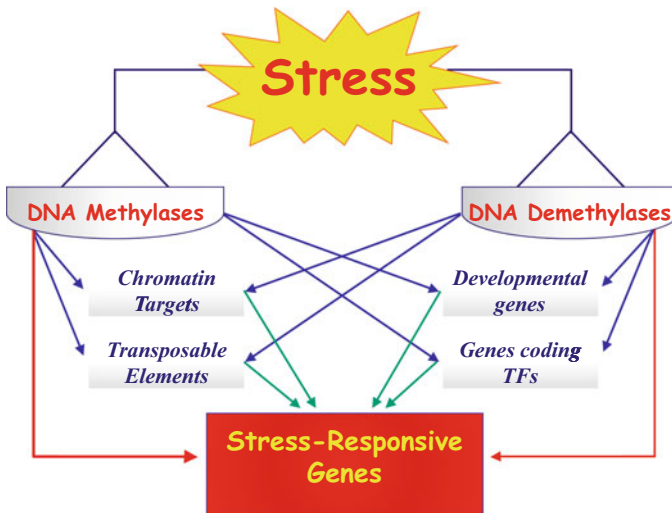 Stress
DNA Methylases
DNA Demethylases
Chromatin
Targets
Developmental
genes
Transposable
Elements
Genes coding
TFs
Stress-Responsive
Genes